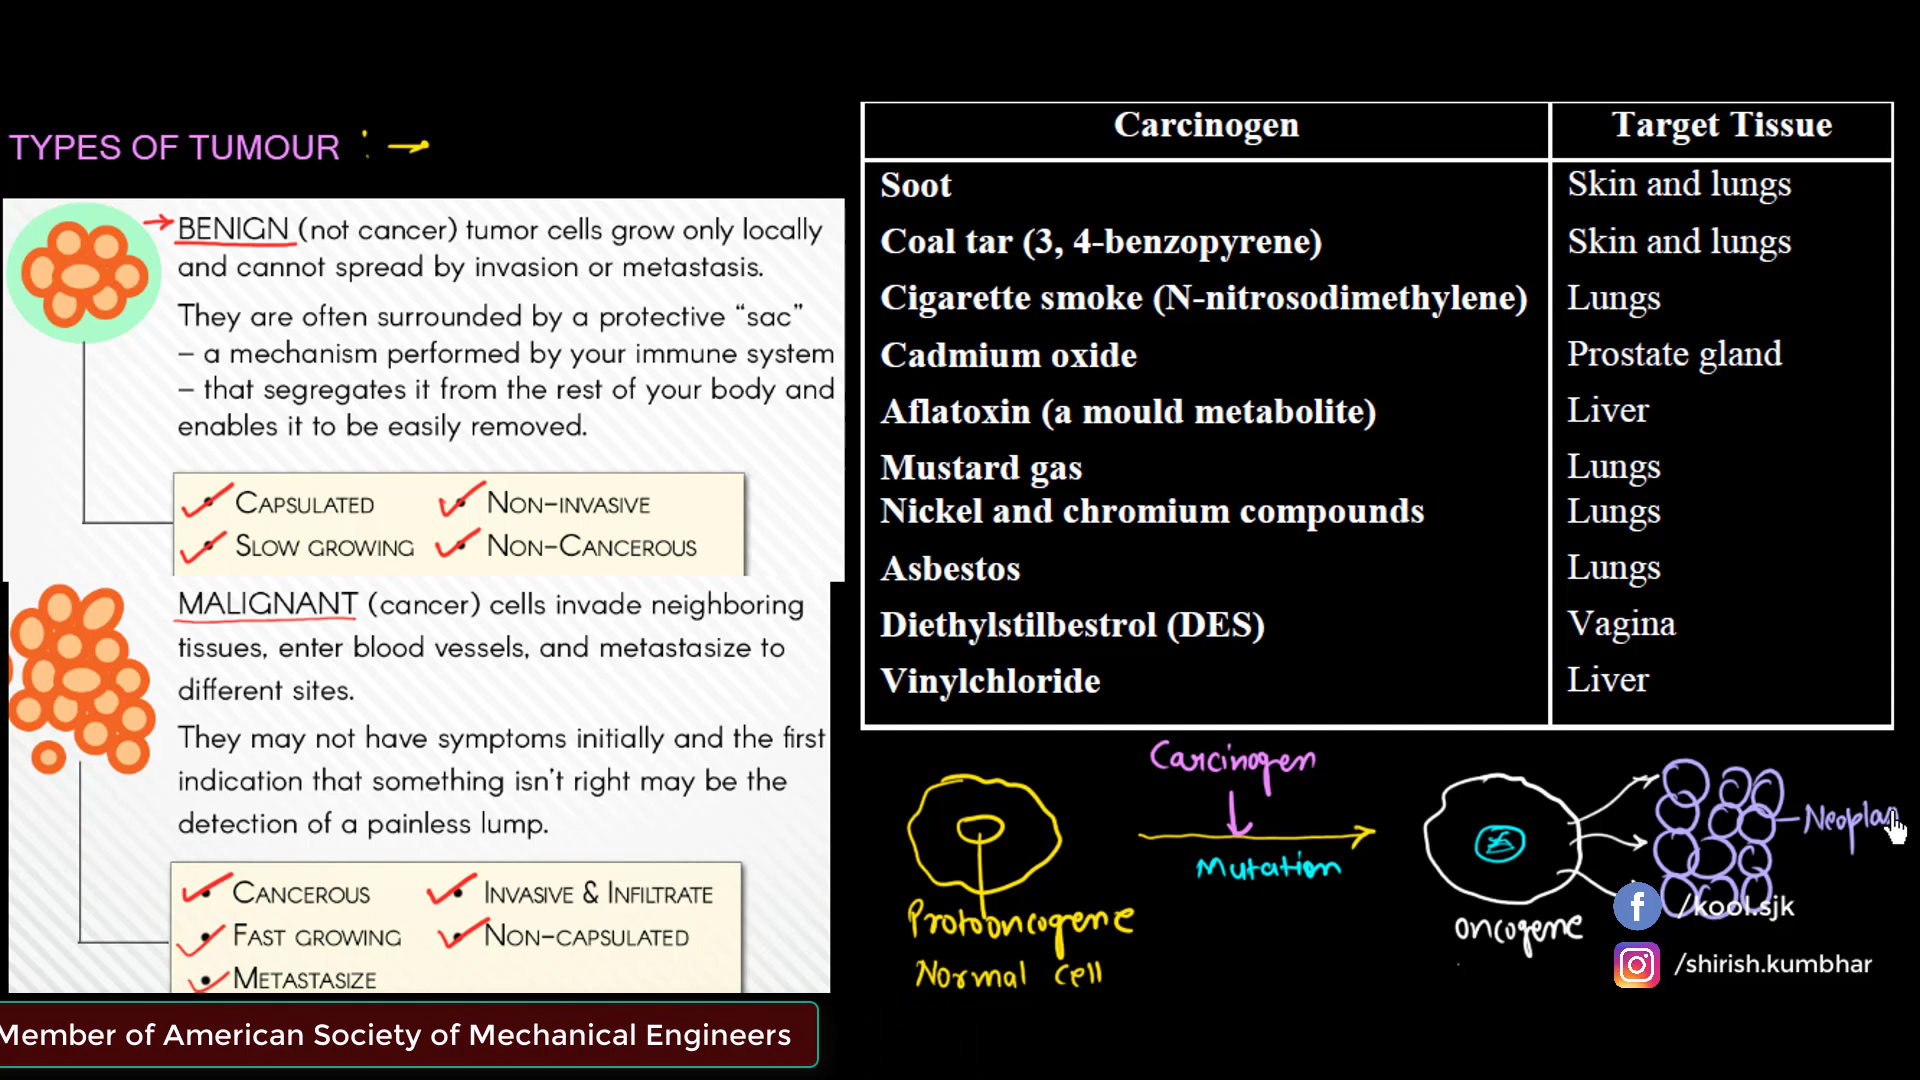 TYPES OF TUMOUR : →
BENIGN (not cancer) tumor cells grow only locally
and cannot spread by invasion or metastasis.
They are often surrounded by a protective “sac”
– a mechanism performed by your immune system
– that segregates it from the rest of your body and
enables it to be easily removed.
• CAPSULATED
• NON-INVASIVE
• SLOW GROWING
• NON-CANCEROUS
MALIGNANT (cancer) cells invade neighboring
tissues, enter blood vessels, and metastasize to
different sites.
They may not have symptoms initially and the first
indication that something isn't right may be the
detection of a painless lump.
• CANCEROUS
• INVASIVE & INFILTRATE
• FAST GROWING
• NON-CAPSULATED
• METASTASIZE
Member of American Society of Mechanical Engineers
Carcinogen Target Tissue
Soot Skin and lungs
Coal tar (3, 4-benzopyrene) Skin and lungs
Cigarette smoke (N-nitrosodimethylene) Lungs
Cadmium oxide Prostate gland
Aflatoxin (a mould metabolite) Liver
Mustard gas Lungs
Nickel and chromium compounds Lungs
Asbestos Lungs
Diethylstilbestrol (DES) Vagina
Vinylchloride Liver
Carcinogen
Mutation
Protooncogene
Normal cell
oncogene
/kool.sjk
/shirish.kumbhar